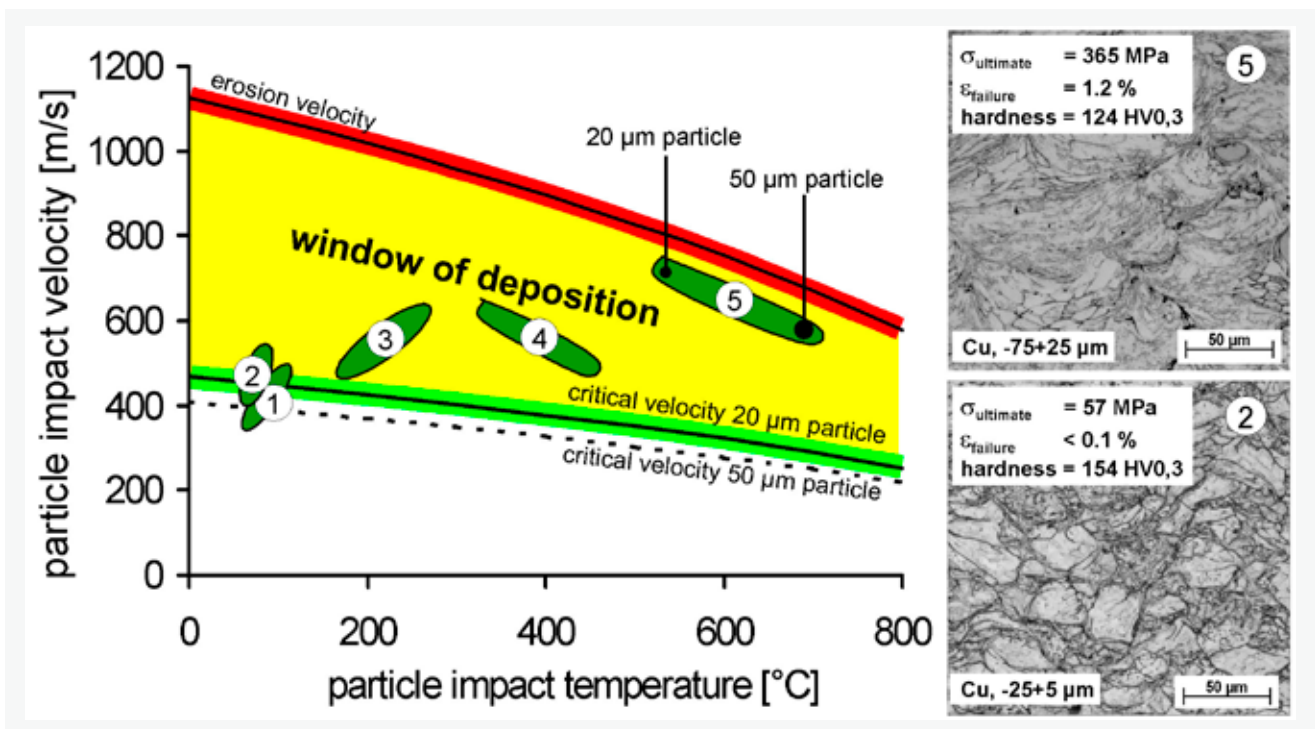 particle impact velocity [m/s]
1200
1000
800
600
400
200
0
0
200
400
600
800
particle impact temperature [°C]
erosion velocity
window of deposition
20 µm particle
50 µm particle
5
4
3
2
1
critical velocity 20 µm particle
critical velocity 50 µm particle
σultimate = 365 MPa
εfailure = 1.2 %
hardness = 124 HV0,3
5
Cu, -75+25 µm
50 µm
σultimate = 57 MPa
εfailure < 0.1 %
hardness = 154 HV0,3
2
Cu, -25+5 µm
50 µm